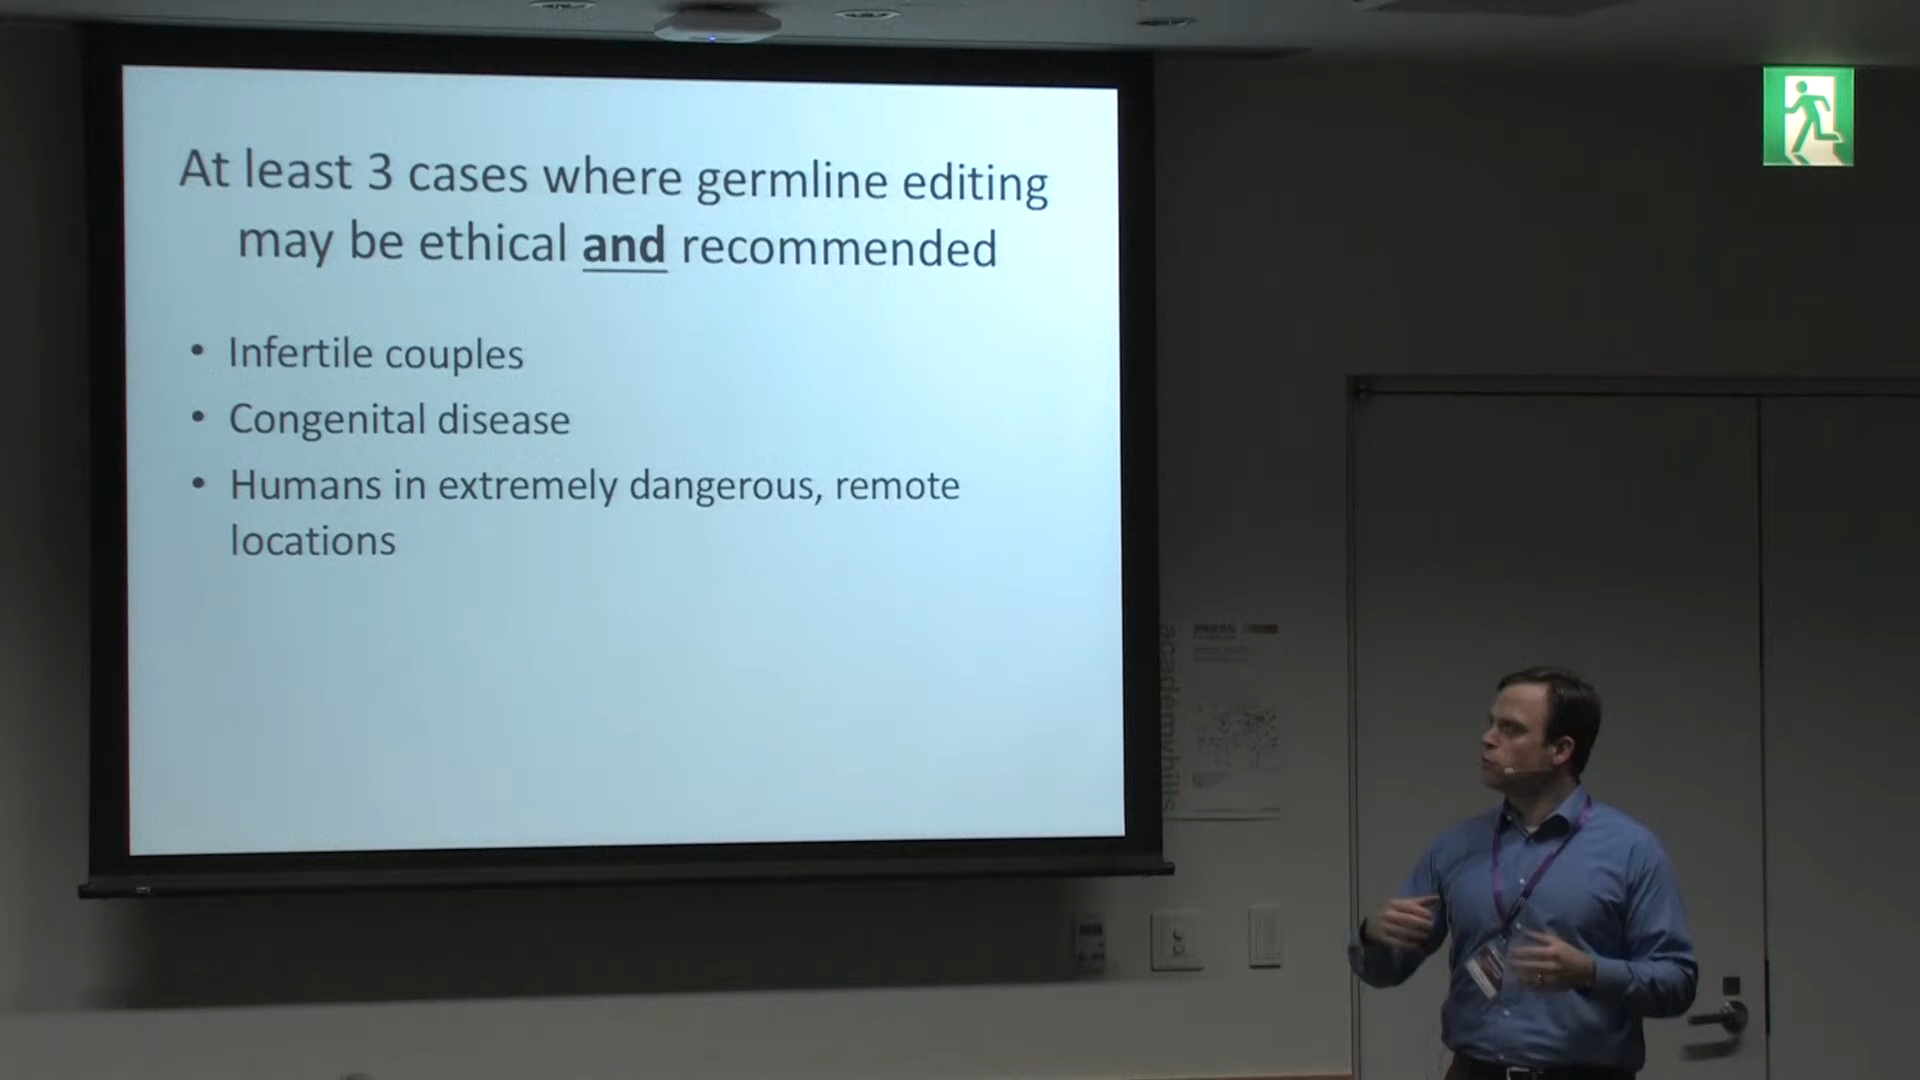 At least 3 cases where germline editing
may be ethical and recommended
• Infertile couples
• Congenital disease
• Humans in extremely dangerous, remote
locations
academyhills